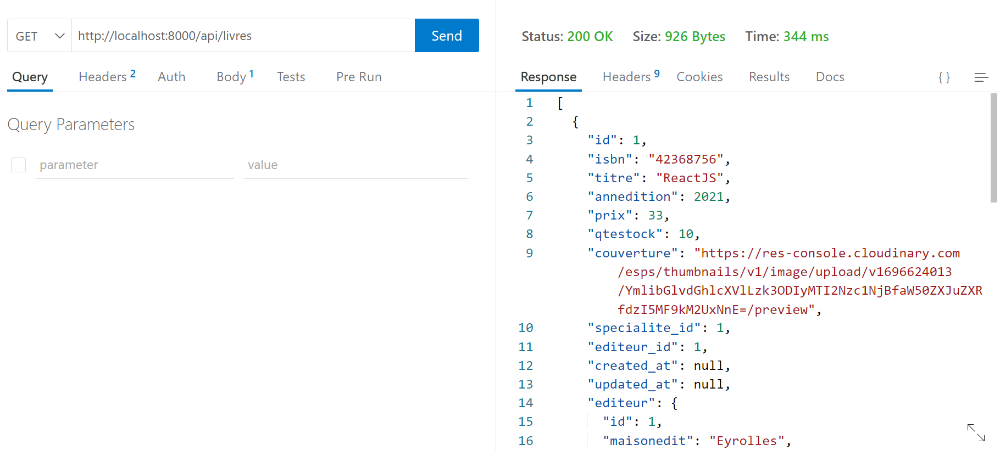 GET http://localhost:8000/api/livres Send
Query Headers 2 Auth Body 1 Tests Pre Run
Query Parameters
parameter value
Status: 200 OK Size: 926 Bytes Time: 344 ms
Response Headers 9 Cookies Results Docs { }
1 [
2 {
3 "id": 1,
4 "isbn": "42368756",
5 "titre": "ReactJS",
6 "annedition": 2021,
7 "prix": 33,
8 "qtestock": 10,
9 "couverture": "https://res-console.cloudinary.com
/esps/thumbnails/v1/image/upload/v1696624013
/YmlibGlvdGhlcXVlLzk3ODIyMTI2Nzc1NjBfaW50ZXJuZXR
fdzI5MF9kM2UxNnE=/preview",
10 "specialite_id": 1,
11 "editeur_id": 1,
12 "created_at": null,
13 "updated_at": null,
14 "editeur": {
15 "id": 1,
16 "maisonedit": "Eyrolles",